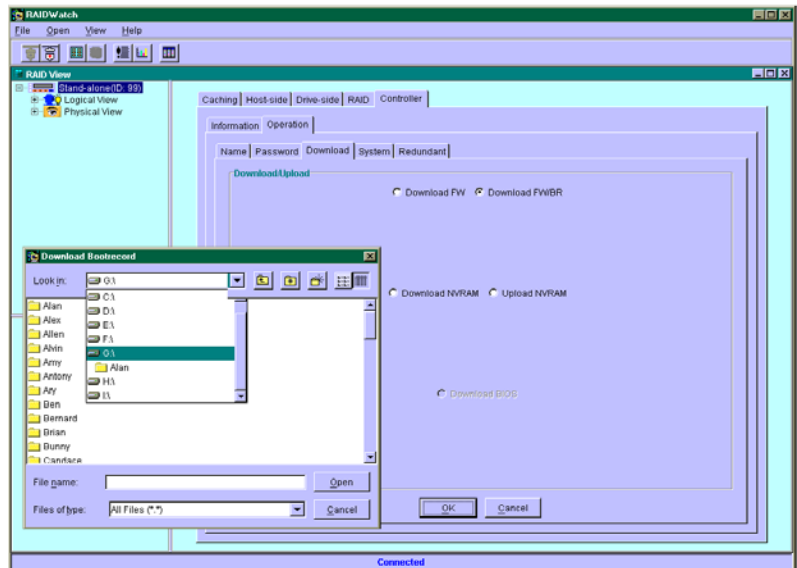 RAIDWatch
File Open View Help
RAID View
Stand-alone(ID: 99)
Logical View
Physical View
Caching Host-side Drive-side RAID Controller
Information Operation
Name Password Download System Redundant
Download/Upload
Download FW Download FW/BR
Download Bootrecord
Look in: G:\
Download NVRAM Upload NVRAM
C:\
D:\
E:\
F:\
G:\
Alan
H:\
I:\
Alan
Alex
Allen
Alvin
Amy
Antony
Ary
Ben
Bernard
Brian
Bunny
Candace
Download BIOS
File name: Open
Files of type: All Files (*.*) Cancel
OK Cancel
Connected